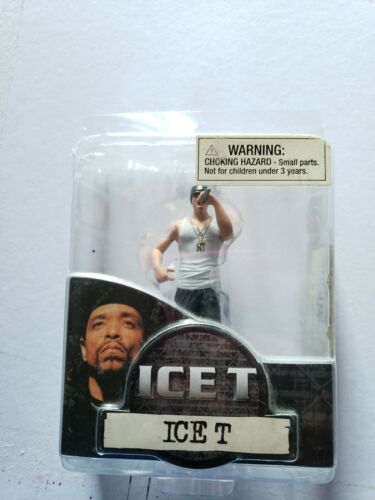 WARNING:
CHOKING HAZARD - Small parts.
Not for children under 3 years.
ICE T
ICE T